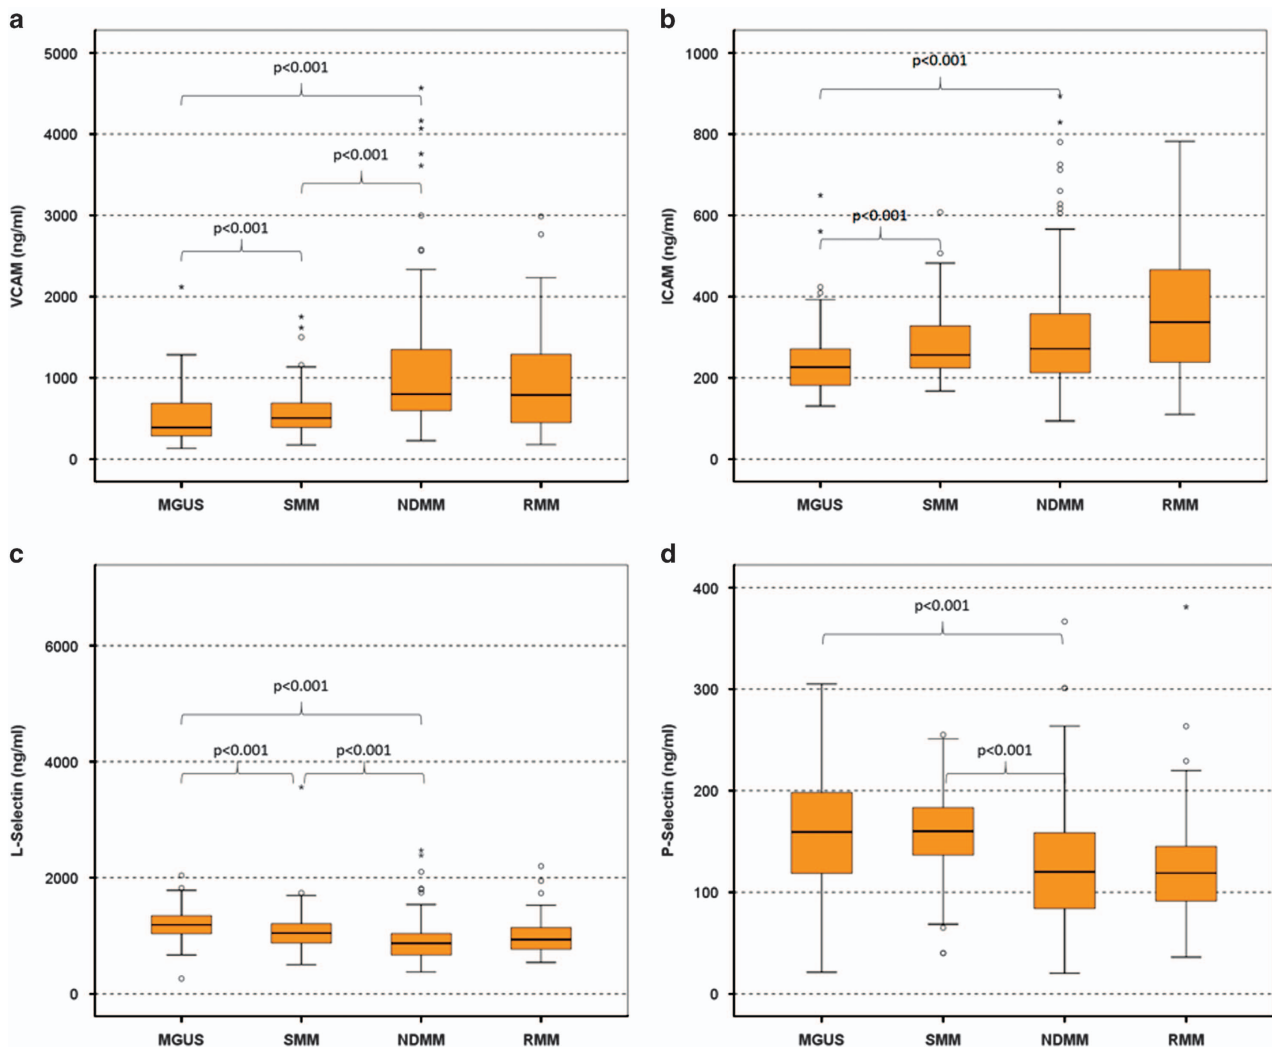 a
5000
4000
3000
2000
1000
0
VCAM (ng/ml)
p<0.001
p<0.001
p<0.001
MGUS SMM NDMM RMM
b
1000
800
600
400
200
0
ICAM (ng/ml)
p<0.001
p<0.001
MGUS SMM NDMM RMM
c
6000
4000
2000
0
L-Selectin (ng/ml)
p<0.001
p<0.001 p<0.001
MGUS SMM NDMM RMM
d
400
300
200
100
0
P-Selectin (ng/ml)
p<0.001
p<0.001
MGUS SMM NDMM RMM